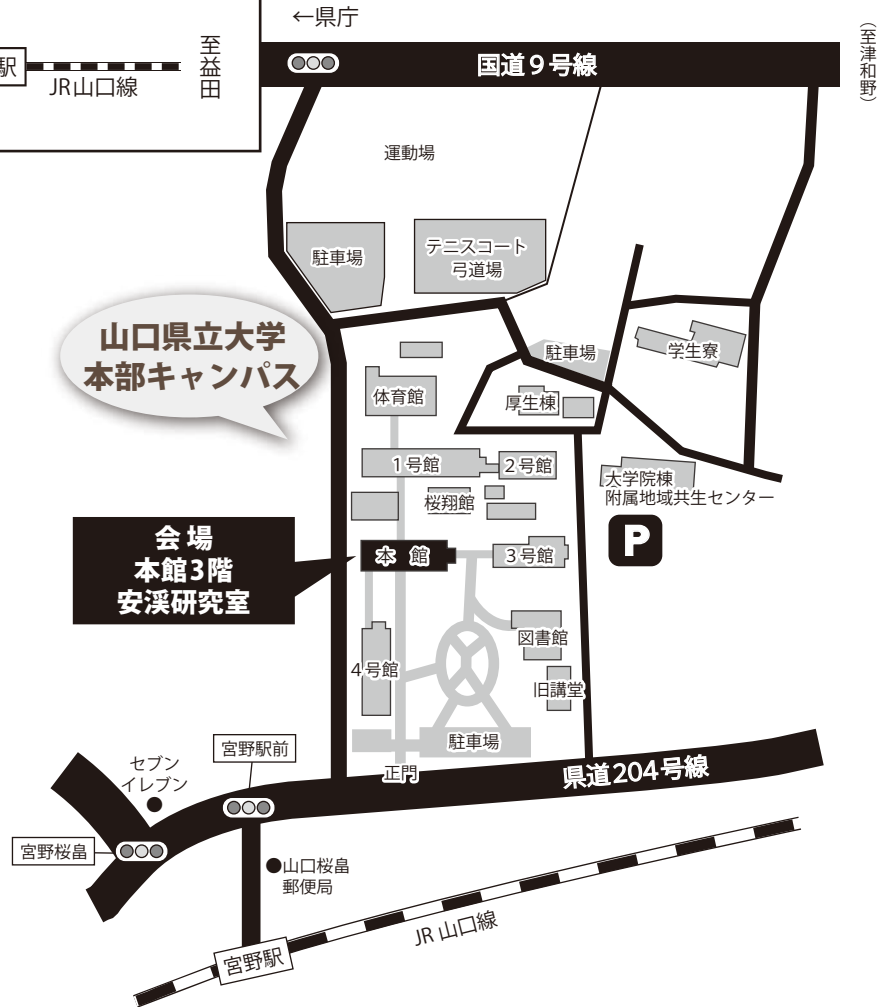 ←県庁
(至津和野)
国道9号線
駅
JR山口線
至益田
運動場
駐車場
テニスコート
弓道場
山口県立大学
本部キャンパス
駐車場
学生寮
体育館
厚生棟
1号館
2号館
大学院棟
附属地域共生センター
桜翔館
P
会場
本館3階
安渓研究室
本館
3号館
図書館
4号館
旧講堂
駐車場
正門
宮野駅前
セブン
イレブン
県道204号線
宮野桜畠
山口桜畠
郵便局
JR山口線
宮野駅